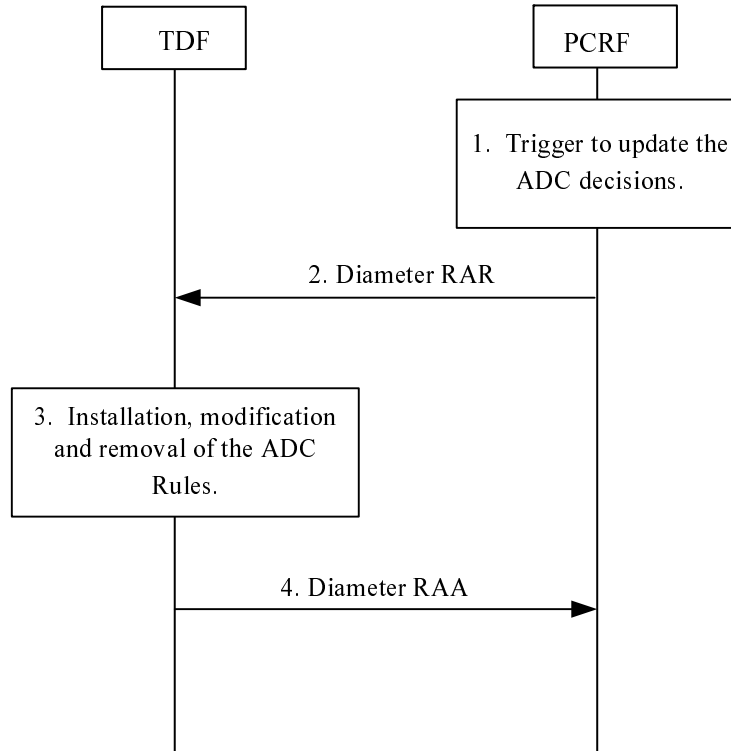 TDF
PCRF
1. Trigger to update the
ADC decisions.
2. Diameter RAR
3. Installation, modification
and removal of the ADC
Rules.
4. Diameter RAA